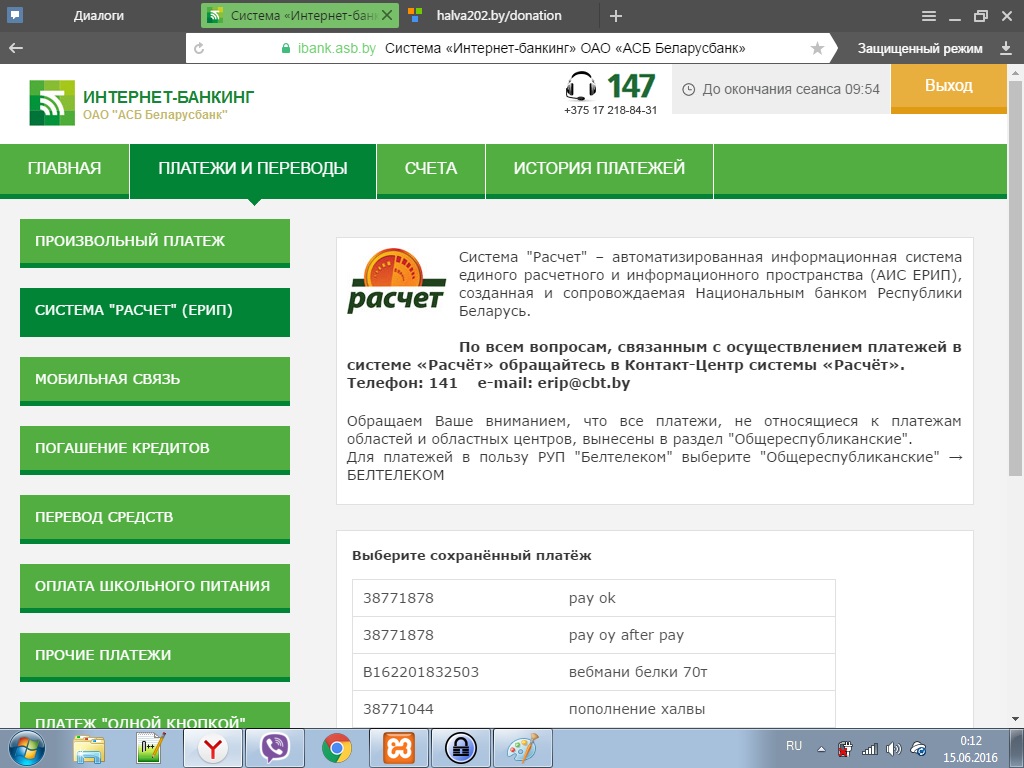 Диалоги
Система «Интернет-банк
halva202.by/donation
ibank.asb.by Система «Интернет-банкинг» ОАО «АСБ Беларусбанк»
Защищенный режим
ИНТЕРНЕТ-БАНКИНГ
ОАО "АСБ Беларусбанк"
147
+375 17 218-84-31
До окончания сеанса 09:54
Выход
ГЛАВНАЯ
ПЛАТЕЖИ И ПЕРЕВОДЫ
СЧЕТА
ИСТОРИЯ ПЛАТЕЖЕЙ
ПРОИЗВОЛЬНЫЙ ПЛАТЕЖ
СИСТЕМА "РАСЧЕТ" (ЕРИП)
МОБИЛЬНАЯ СВЯЗЬ
ПОГАШЕНИЕ КРЕДИТОВ
ПЕРЕВОД СРЕДСТВ
ОПЛАТА ШКОЛЬНОГО ПИТАНИЯ
ПРОЧИЕ ПЛАТЕЖИ
ПЛАТЕЖ "ОДНОЙ КНОПКОЙ"
расчет
Система "Расчет" – автоматизированная информационная система
единого расчетного и информационного пространства (АИС ЕРИП),
созданная и сопровождаемая Национальным банком Республики
Беларусь.
По всем вопросам, связанным с осуществлением платежей в
системе «Расчёт» обращайтесь в Контакт-Центр системы «Расчёт».
Телефон: 141 e-mail: erip@cbt.by
Обращаем Ваше вниманием, что все платежи, не относящиеся к платежам
областей и областных центров, вынесены в раздел "Общереспубликанские".
Для платежей в пользу РУП "Белтелеком" выберите "Общереспубликанские" →
БЕЛТЕЛЕКОМ
Выберите сохранённый платёж
38771878 pay ok
38771878 pay oy after pay
B162201832503 вебмани белки 70т
38771044 пополнение халвы
RU
0:12
15.06.2016